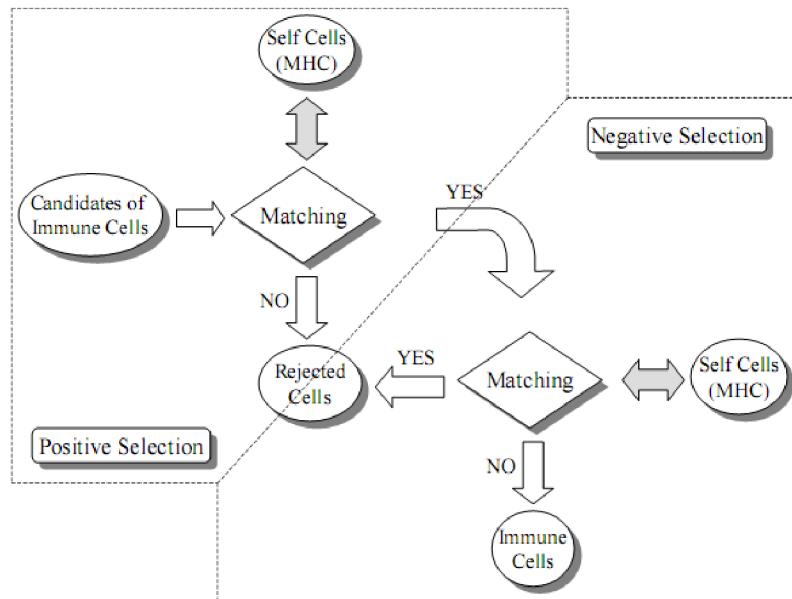 Self Cells
(MHC)
Negative Selection
Candidates of
Immune Cells
Matching
YES
NO
Rejected
Cells
YES
Matching
Self Cells
(MHC)
Positive Selection
NO
Immune
Cells